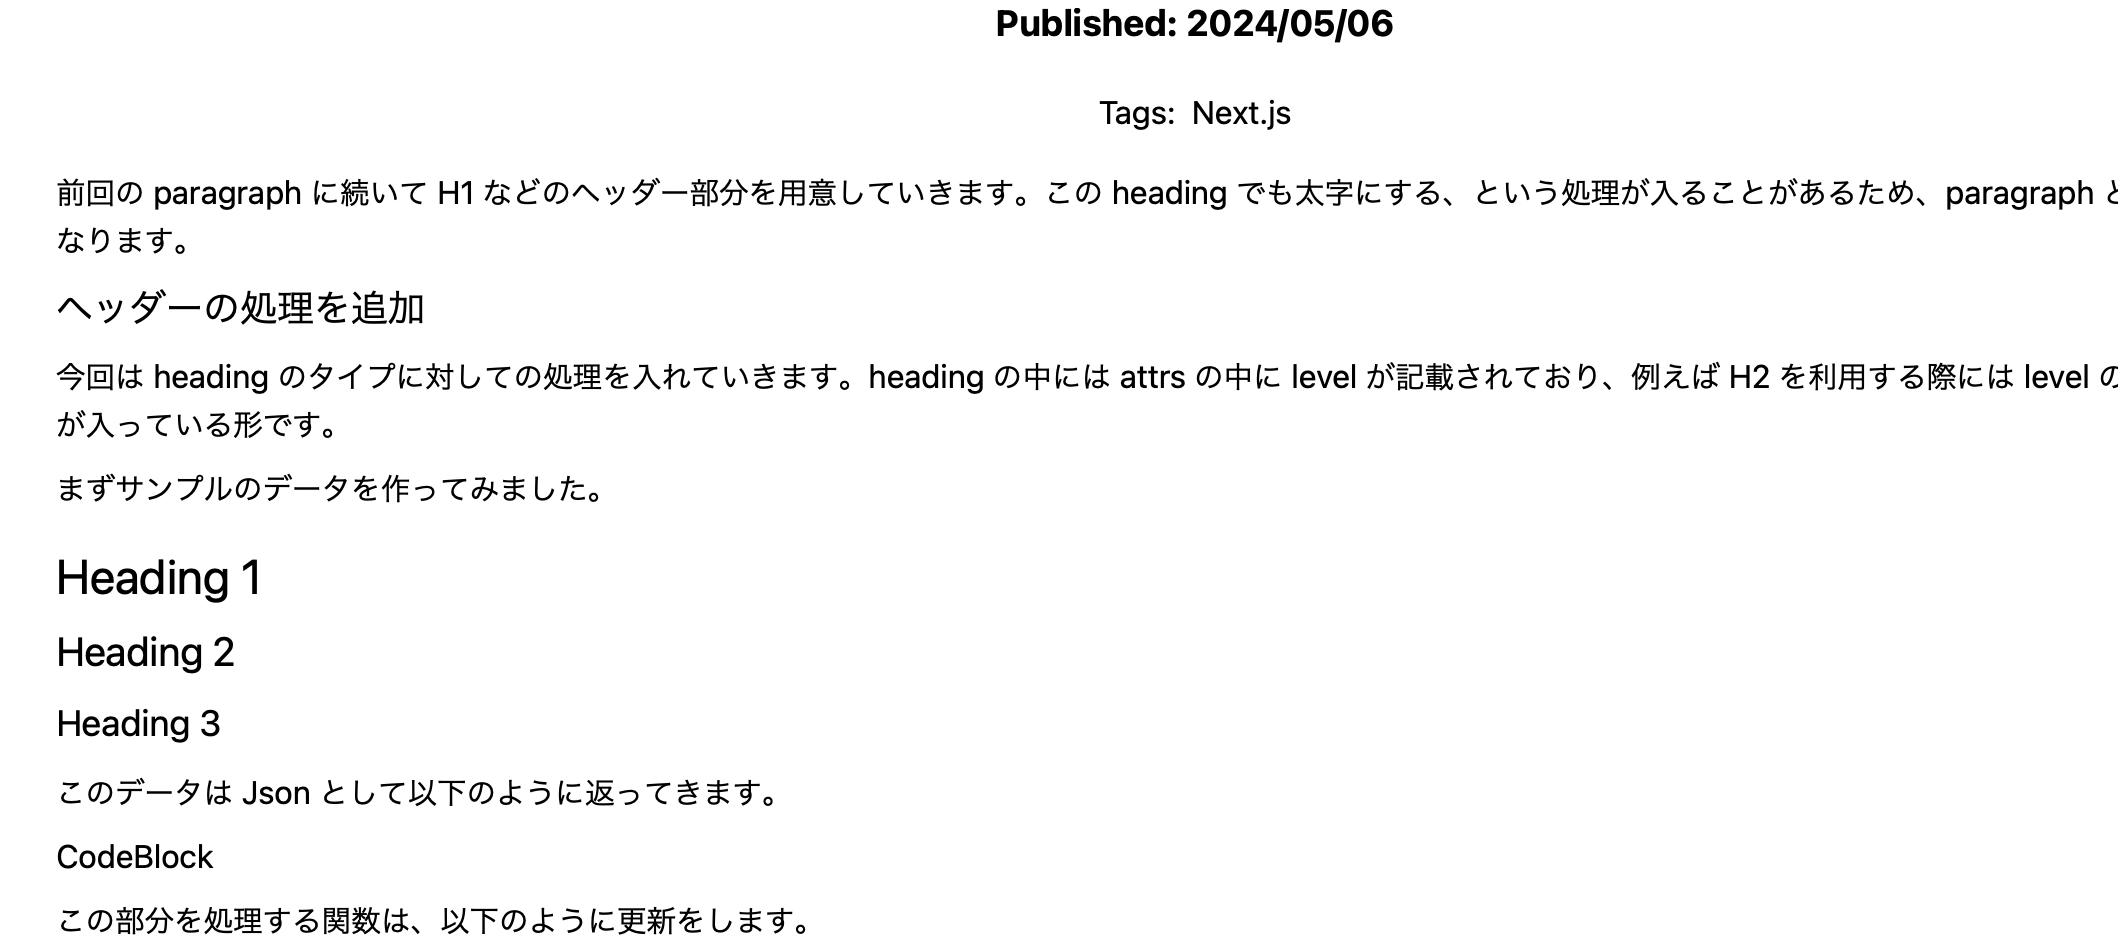 Published: 2024/05/06
Tags: Next.js
前回の paragraph に続いて H1 などのヘッダー部分を用意していきます。この heading でも太字にする、という処理が入ることがあるため、paragraph と
なります。
ヘッダーの処理を追加
今回は heading のタイプに対しての処理を入れていきます。heading の中には attrs の中に level が記載されており、例えば H2 を利用する際には level の
が入っている形です。
まずサンプルのデータを作ってみました。
Heading 1
Heading 2
Heading 3
このデータは Json として以下のように返ってきます。
CodeBlock
この部分を処理する関数は、以下のように更新をします。